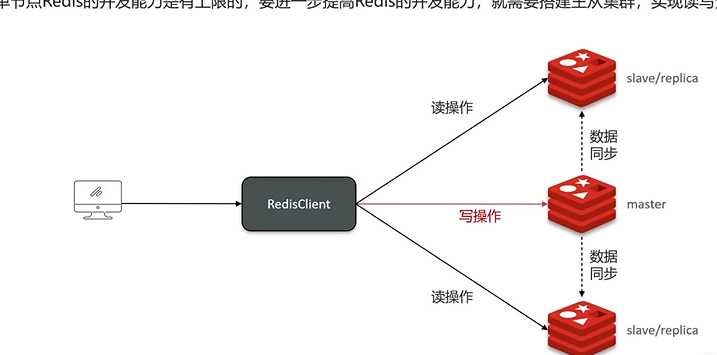 单节点Redis的并发能力是有上限的，要进一步提高Redis的并发能力，就需要搭建主从集群，实现读写
slave/replica
读操作
数据
同步
RedisClient
写操作
master
数据
同步
读操作
slave/replica